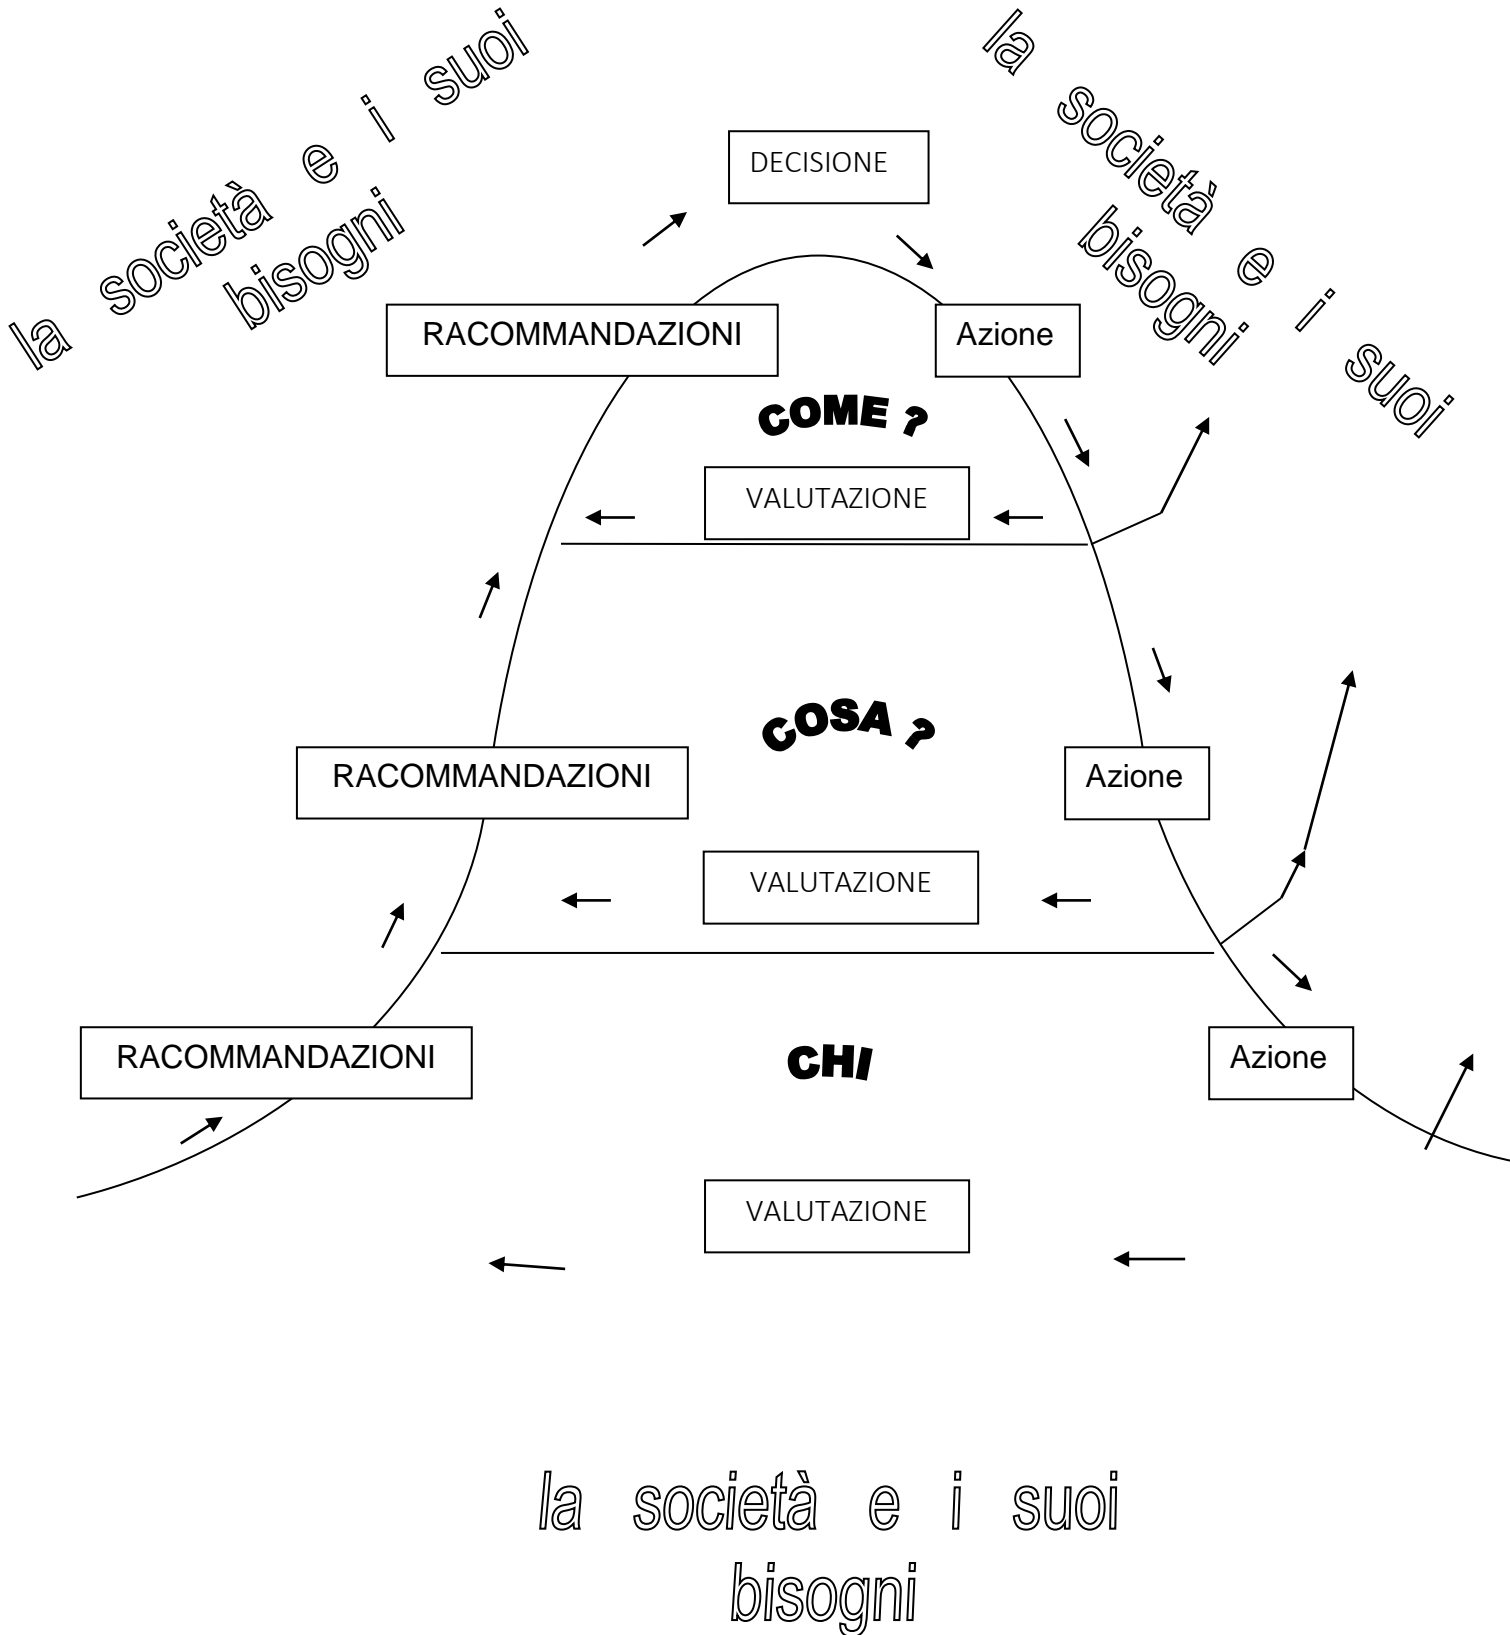 la società e i suoi
bisogni
la società e i suoi
bisogni
DECISIONE
RACOMMANDAZIONI
Azione
COME ?
VALUTAZIONE
COSA ?
RACOMMANDAZIONI
Azione
VALUTAZIONE
RACOMMANDAZIONI
CHI
Azione
VALUTAZIONE
la società e i suoi
bisogni